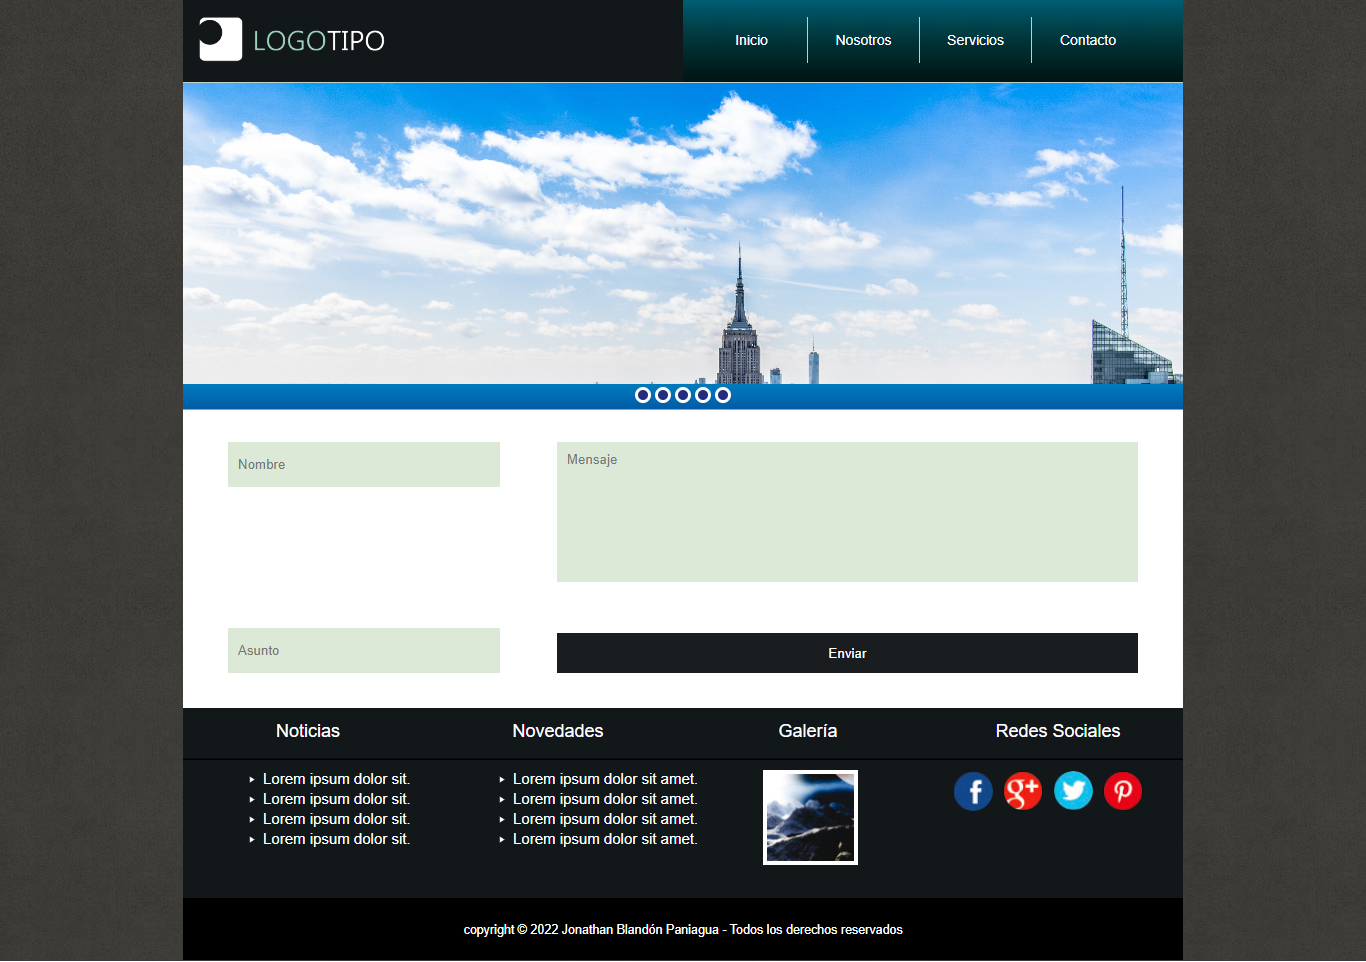 LOGOTIPO
Inicio
Nosotros
Servicios
Contacto
Nombre
Mensaje
Asunto
Enviar
Noticias
Novedades
Galería
Redes Sociales
Lorem ipsum dolor sit.
Lorem ipsum dolor sit.
Lorem ipsum dolor sit.
Lorem ipsum dolor sit.
Lorem ipsum dolor sit amet.
Lorem ipsum dolor sit amet.
Lorem ipsum dolor sit amet.
Lorem ipsum dolor sit amet.
copyright © 2022 Jonathan Blandón Paniagua - Todos los derechos reservados